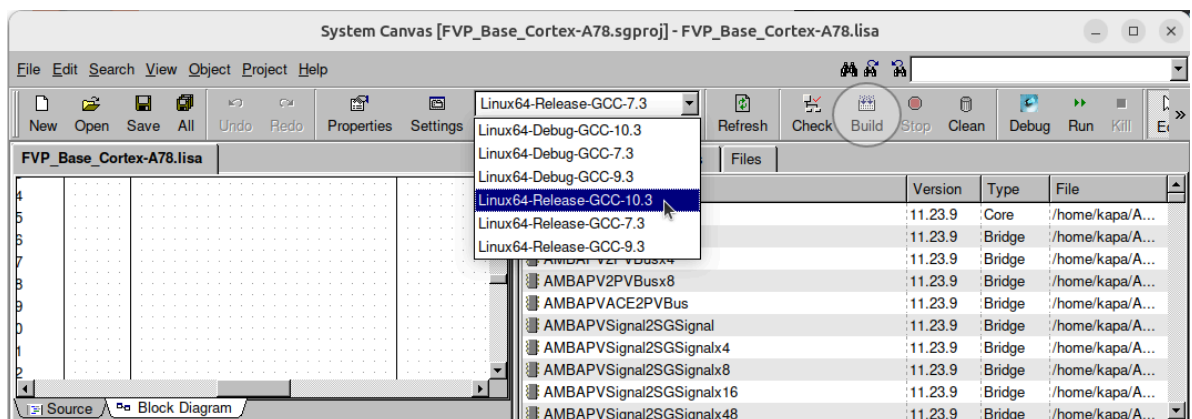 System Canvas [FVP_Base_Cortex-A78.sgproj] - FVP_Base_Cortex-A78.lisa
File Edit Search View Object Project Help
New Open Save All Undo Redo Properties Settings Linux64-Release-GCC-7.3 Refresh Check Build Stop Clean Debug Run Kill
Linux64-Debug-GCC-10.3
Linux64-Debug-GCC-7.3
Linux64-Debug-GCC-9.3
Linux64-Release-GCC-10.3
Linux64-Release-GCC-7.3
Linux64-Release-GCC-9.3
FVP_Base_Cortex-A78.lisa Files
Version Type File
11.23.9 Core /home/kapa/A...
11.23.9 Bridge /home/kapa/A...
11.23.9 Bridge /home/kapa/A...
AMBAPV2PVBusx8 11.23.9 Bridge /home/kapa/A...
AMBAPVACE2PVBus 11.23.9 Bridge /home/kapa/A...
AMBAPVSignal2SGSignal 11.23.9 Bridge /home/kapa/A...
AMBAPVSignal2SGSignalx4 11.23.9 Bridge /home/kapa/A...
AMBAPVSignal2SGSignalx8 11.23.9 Bridge /home/kapa/A...
AMBAPVSignal2SGSignalx16 11.23.9 Bridge /home/kapa/A...
AMBAPVSignal2SGSignalx48 11.23.9 Bridge /home/kapa/A...
Source Block Diagram